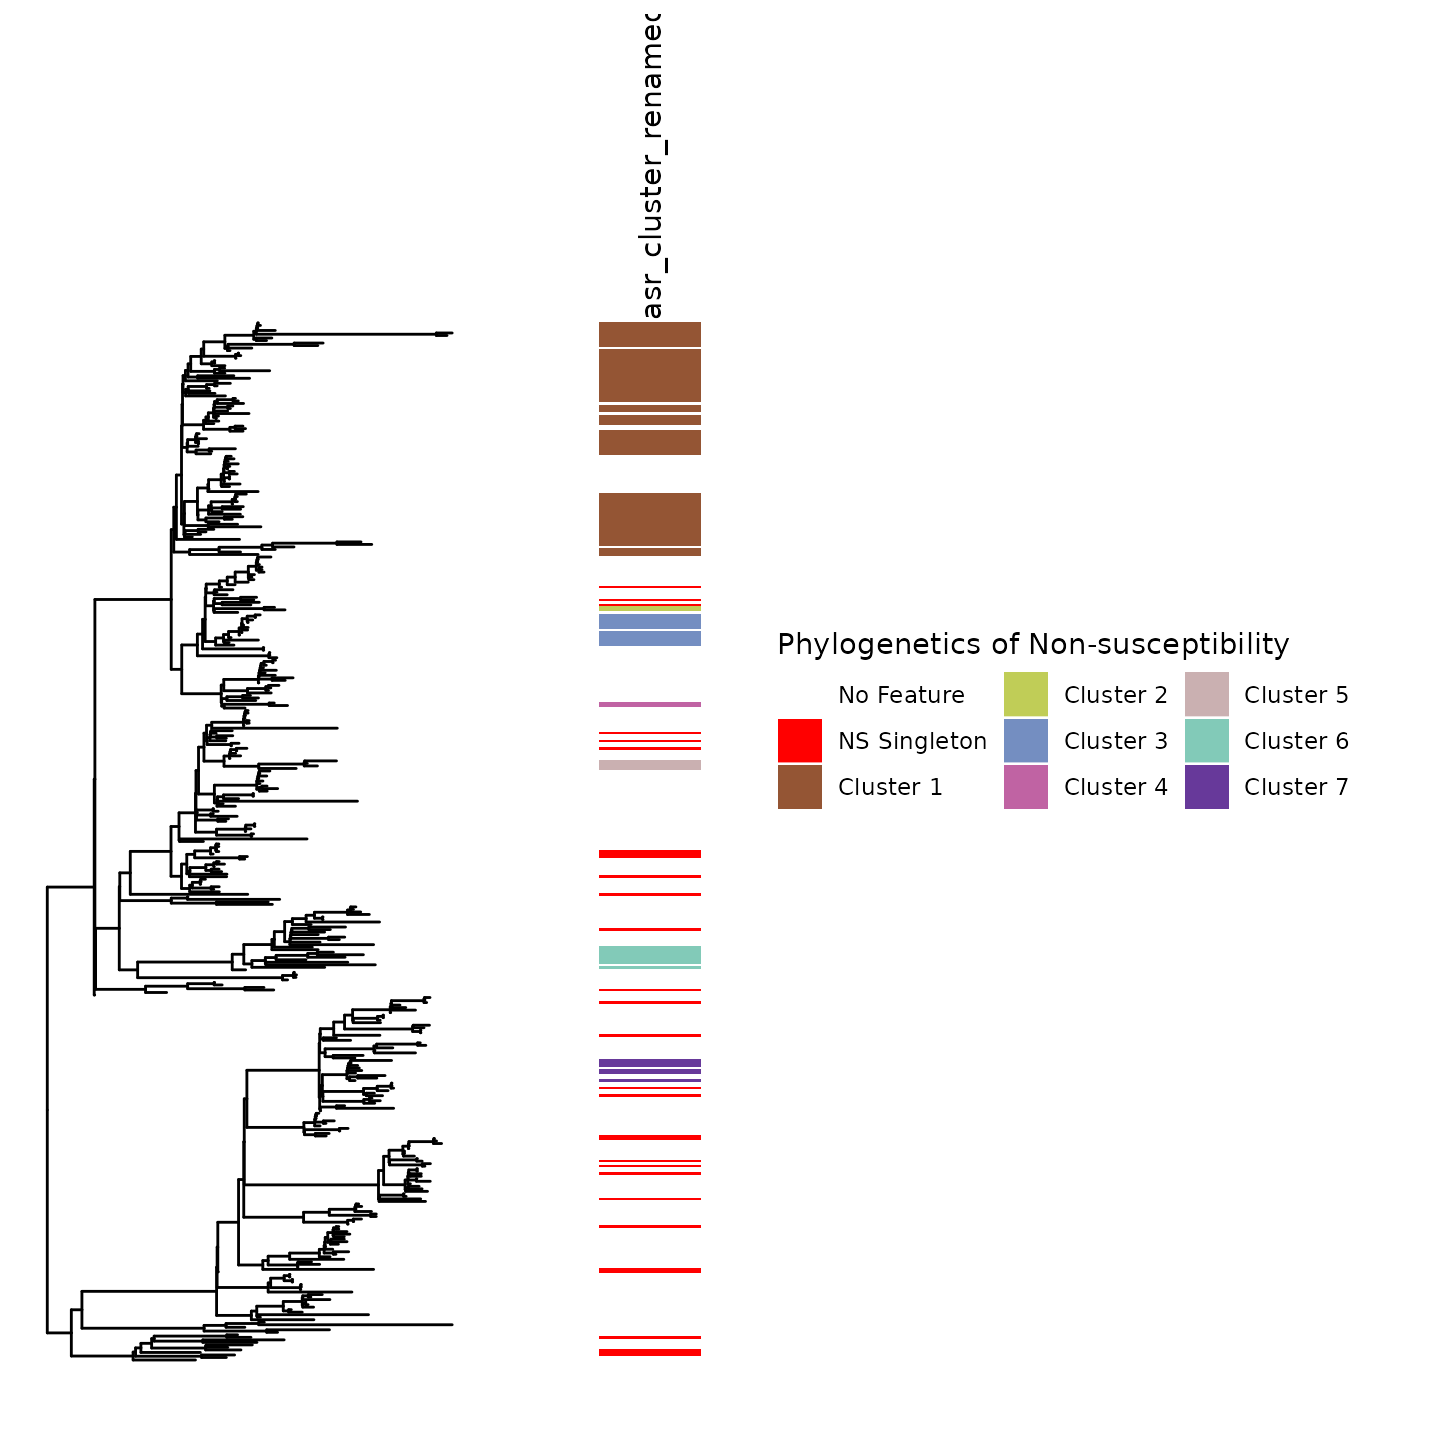 asr_cluster_renamed
Phylogenetics of Non-susceptibility
No Feature
Cluster 2
Cluster 5
NS Singleton
Cluster 3
Cluster 6
Cluster 1
Cluster 4
Cluster 7